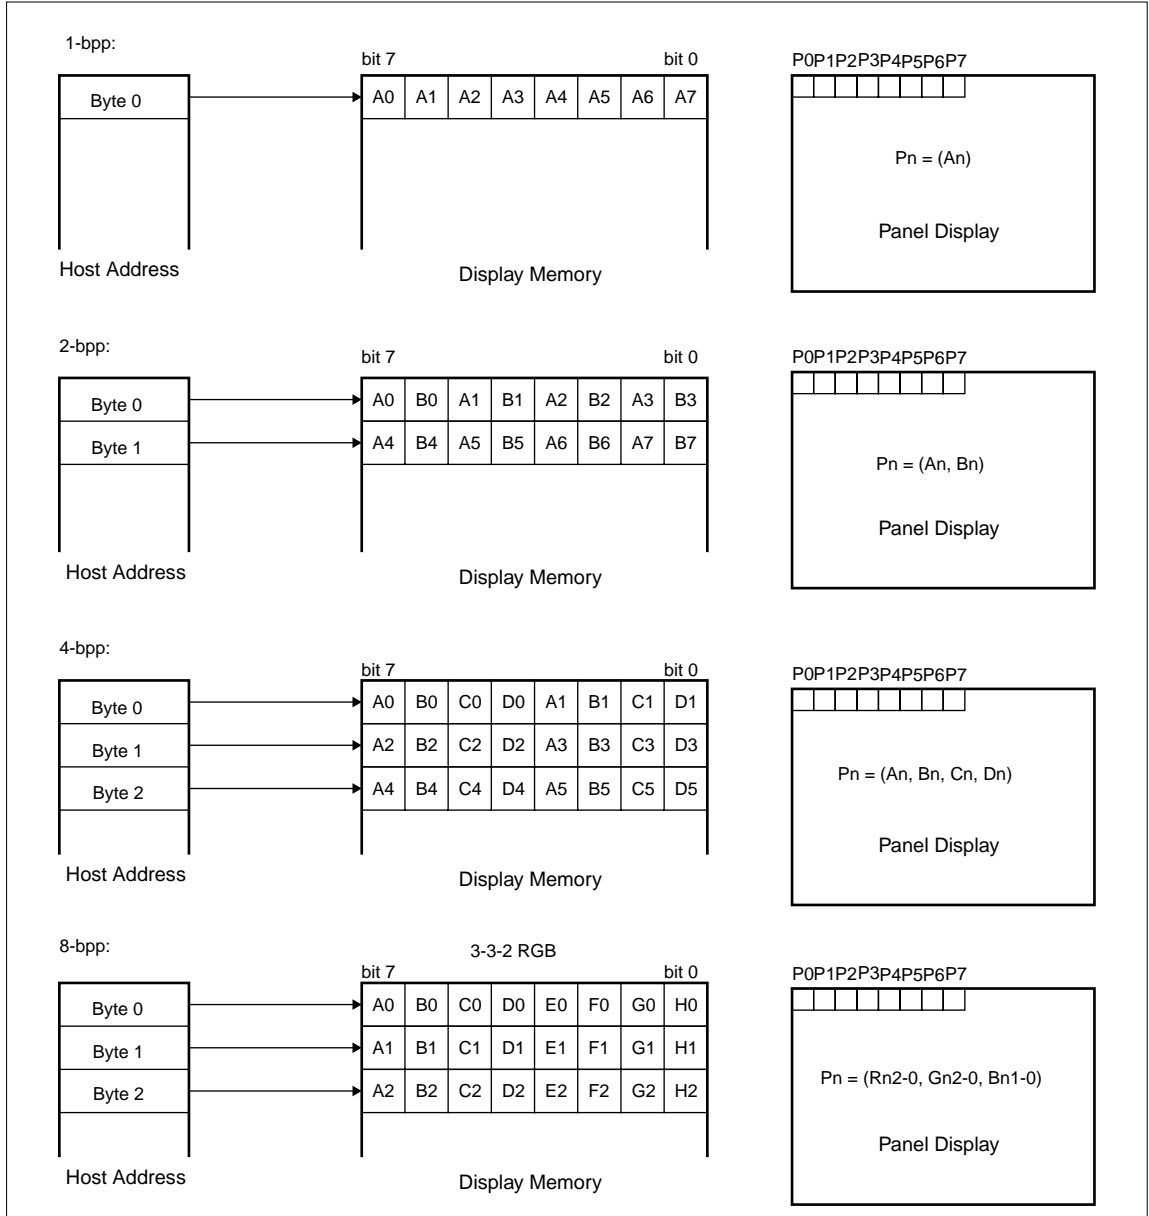 1-bpp:
bit 7 bit 0
P0P1P2P3P4P5P6P7
Byte 0
A0 A1 A2 A3 A4 A5 A6 A7
Pn = (An)
Panel Display
Host Address
Display Memory
2-bpp:
bit 7 bit 0
P0P1P2P3P4P5P6P7
Byte 0
A0 B0 A1 B1 A2 B2 A3 B3
Byte 1
A4 B4 A5 B5 A6 B6 A7 B7
Pn = (An, Bn)
Panel Display
Host Address
Display Memory
4-bpp:
bit 7 bit 0
P0P1P2P3P4P5P6P7
Byte 0
A0 B0 C0 D0 A1 B1 C1 D1
Byte 1
A2 B2 C2 D2 A3 B3 C3 D3
Byte 2
A4 B4 C4 D4 A5 B5 C5 D5
Pn = (An, Bn, Cn, Dn)
Panel Display
Host Address
Display Memory
8-bpp:
3-3-2 RGB
bit 7 bit 0
P0P1P2P3P4P5P6P7
Byte 0
A0 B0 C0 D0 E0 F0 G0 H0
Byte 1
A1 B1 C1 D1 E1 F1 G1 H1
Byte 2
A2 B2 C2 D2 E2 F2 G2 H2
Pn = (Rn2-0, Gn2-0, Bn1-0)
Panel Display
Host Address
Display Memory